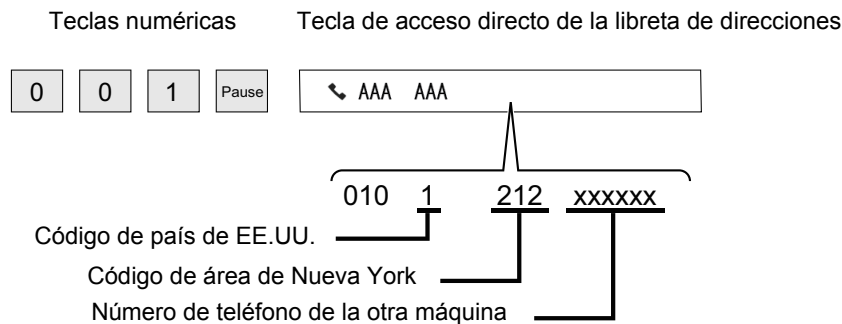 Teclas numéricas Tecla de acceso directo de la libreta de direcciones
0 0 1 Pause AAA AAA
010 1 212 xxxxxx
Código de país de EE.UU.
Código de área de Nueva York
Número de teléfono de la otra máquina